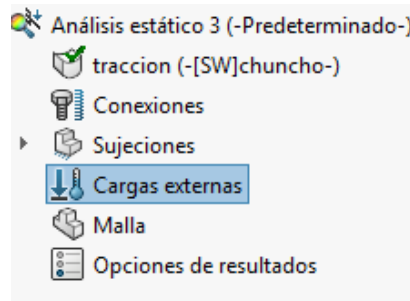 Análisis estático 3 (-Predeterminado-)
traccion (-[SW]chuncho-)
Conexiones
Sujeciones
Cargas externas
Malla
Opciones de resultados